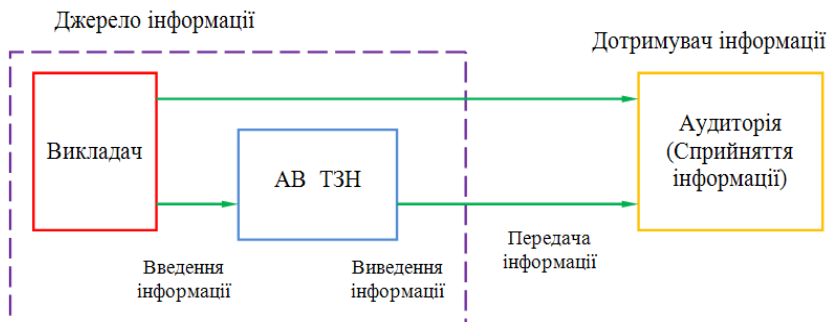 Джерело інформації
Дотримувач інформації
Викладач
АВ ТЗН
Аудиторія
(Сприйняття
інформації)
Введення
інформації
Виведення
інформації
Передача
інформації